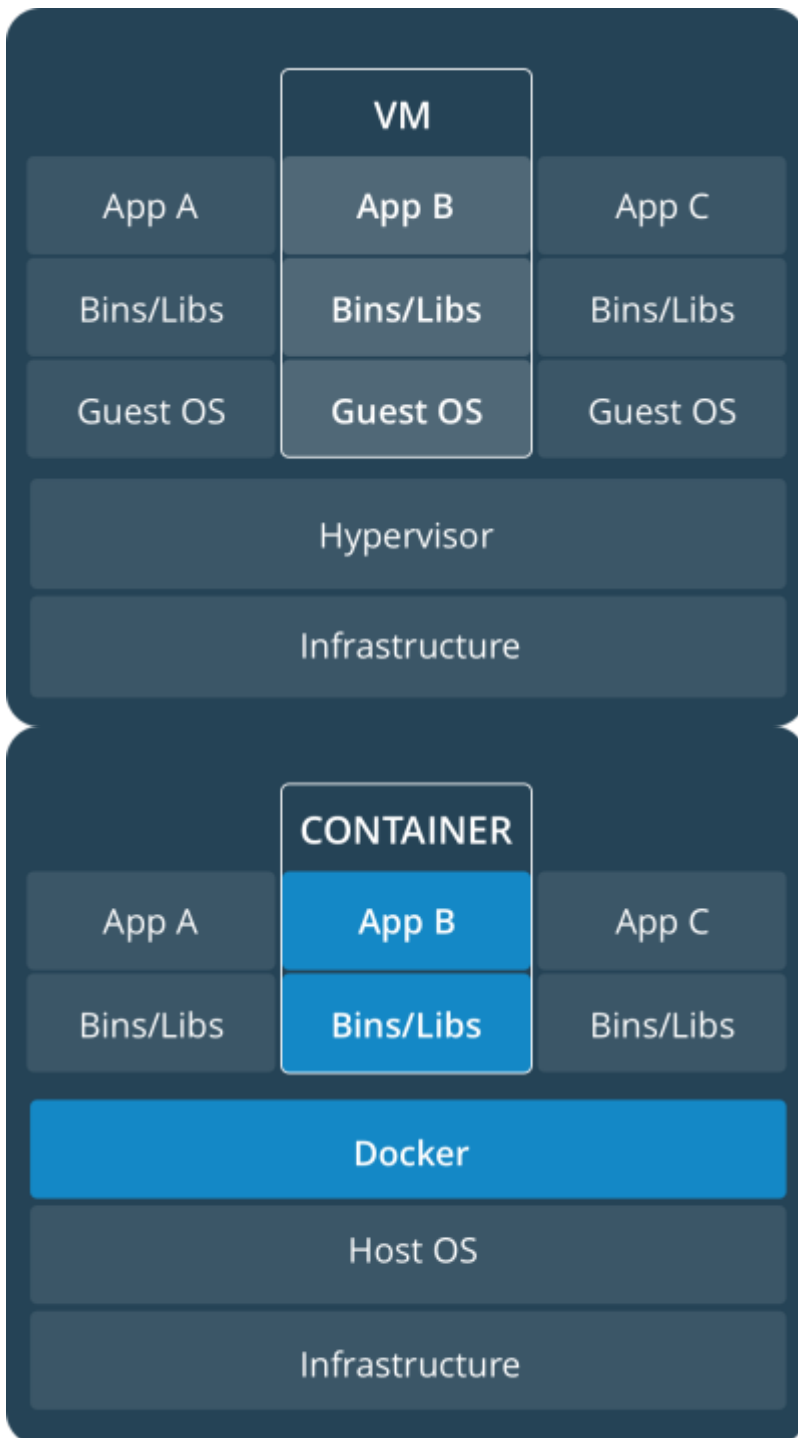 VM
App A App B App C
Bins/Libs Bins/Libs Bins/Libs
Guest OS Guest OS Guest OS
Hypervisor
Infrastructure
CONTAINER
App A App B App C
Bins/Libs Bins/Libs Bins/Libs
Docker
Host OS
Infrastructure